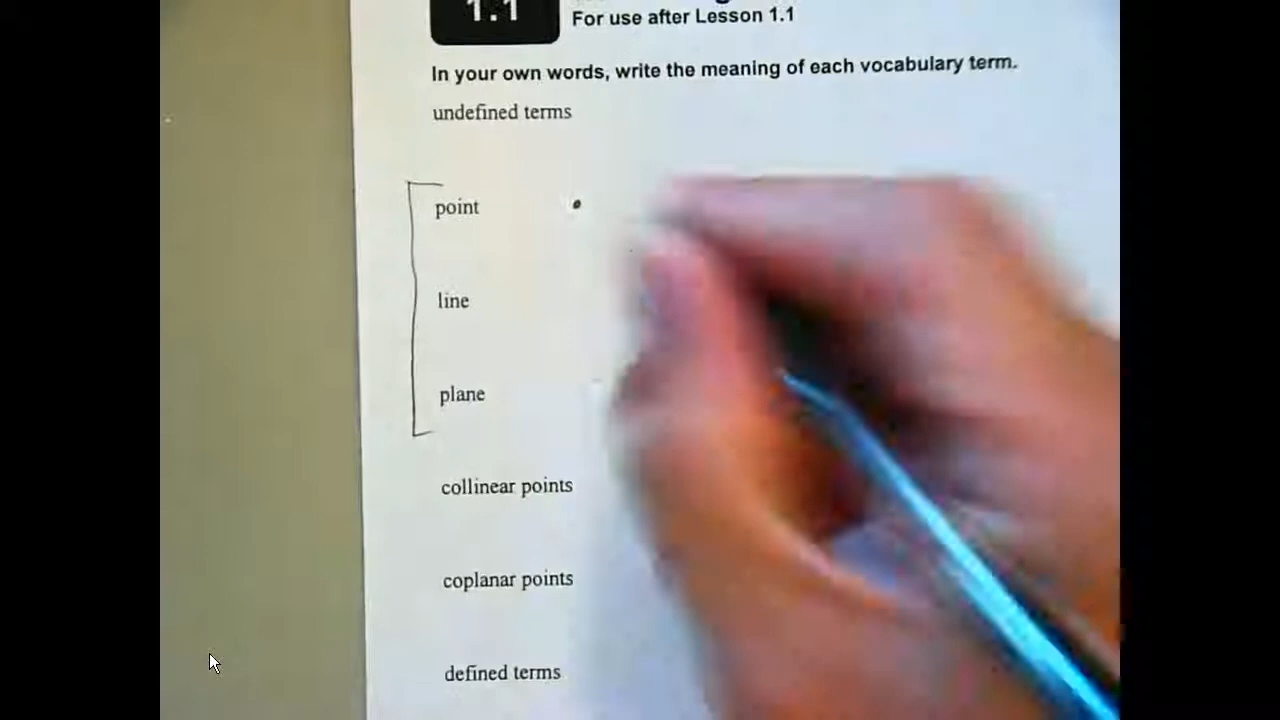 1.1
For use after Lesson 1.1
In your own words, write the meaning of each vocabulary term.
undefined terms
point
line
plane
collinear points
coplanar points
defined terms